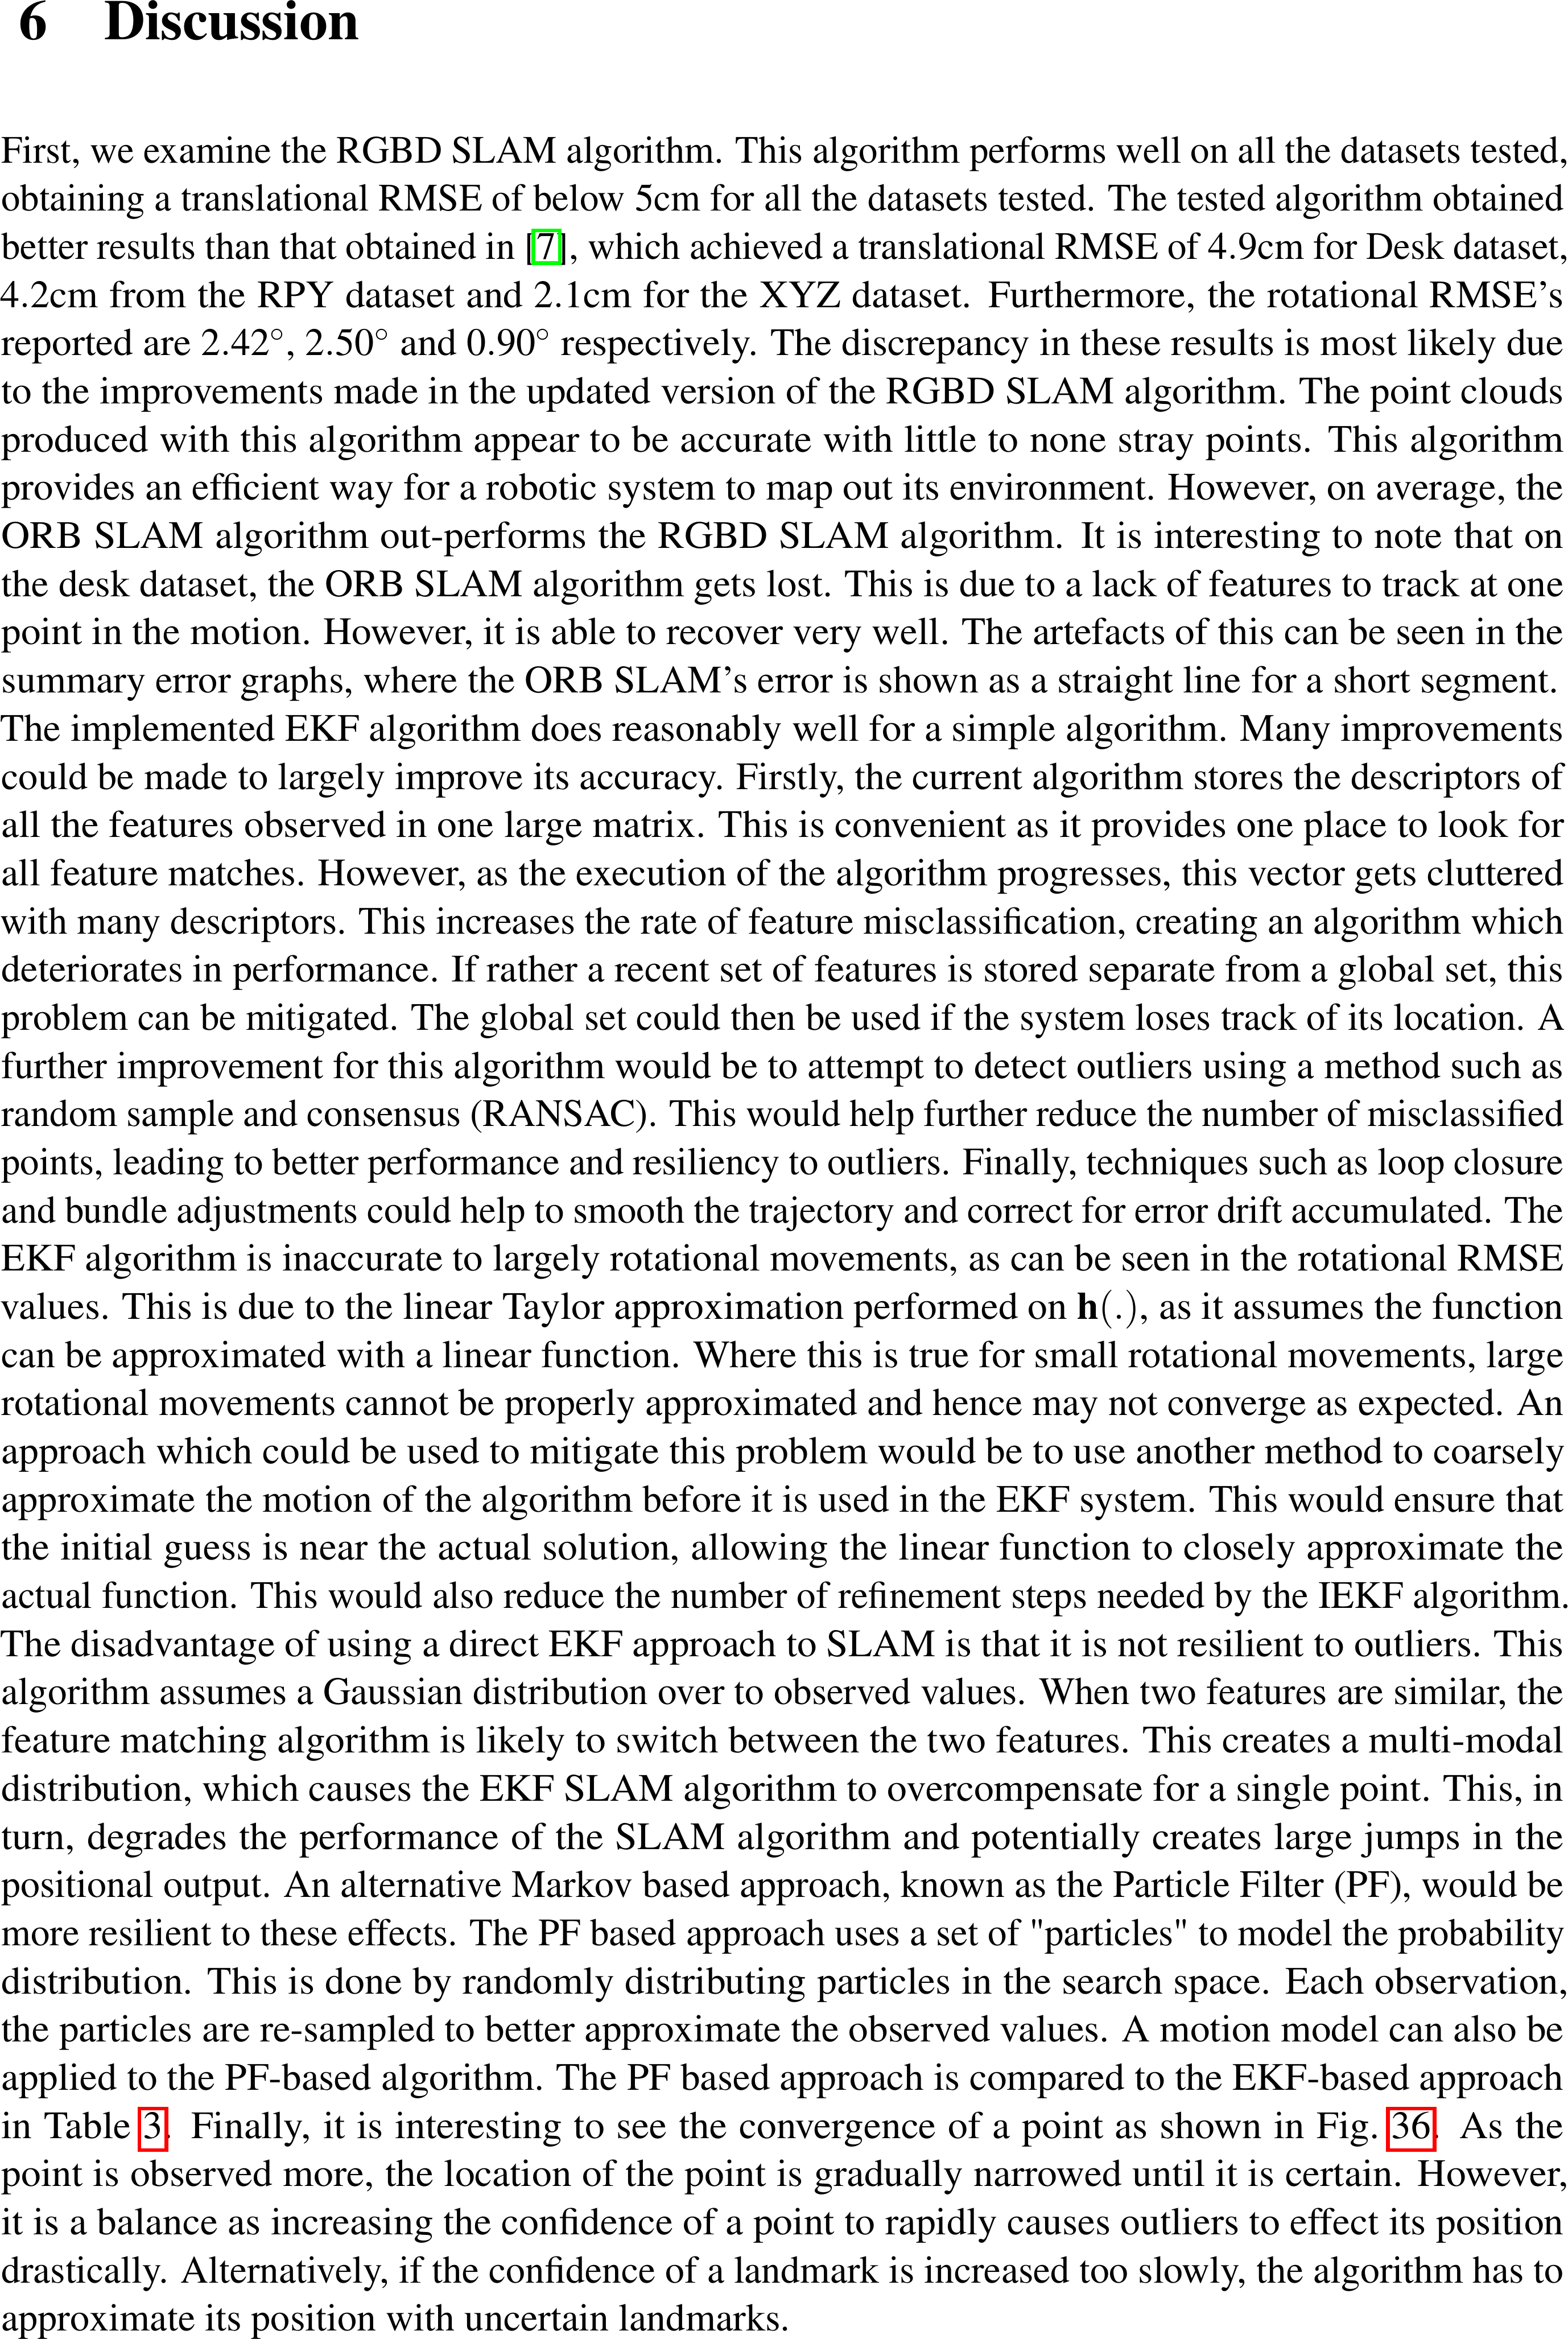 6 Discussion
First, we examine the RGBD SLAM algorithm. This algorithm performs well on all the datasets tested,
obtaining a translational RMSE of below 5cm for all the datasets tested. The tested algorithm obtained
better results than that obtained in [7], which achieved a translational RMSE of 4.9cm for Desk dataset,
4.2cm from the RPY dataset and 2.1cm for the XYZ dataset. Furthermore, the rotational RMSE's
reported are 2.42°, 2.50° and 0.90° respectively. The discrepancy in these results is most likely due
to the improvements made in the updated version of the RGBD SLAM algorithm. The point clouds
produced with this algorithm appear to be accurate with little to none stray points. This algorithm
provides an efficient way for a robotic system to map out its environment. However, on average, the
ORB SLAM algorithm out-performs the RGBD SLAM algorithm. It is interesting to note that on
the desk dataset, the ORB SLAM algorithm gets lost. This is due to a lack of features to track at one
point in the motion. However, it is able to recover very well. The artefacts of this can be seen in the
summary error graphs, where the ORB SLAM's error is shown as a straight line for a short segment.
The implemented EKF algorithm does reasonably well for a simple algorithm. Many improvements
could be made to largely improve its accuracy. Firstly, the current algorithm stores the descriptors of
all the features observed in one large matrix. This is convenient as it provides one place to look for
all feature matches. However, as the execution of the algorithm progresses, this vector gets cluttered
with many descriptors. This increases the rate of feature misclassification, creating an algorithm which
deteriorates in performance. If rather a recent set of features is stored separate from a global set, this
problem can be mitigated. The global set could then be used if the system loses track of its location. A
further improvement for this algorithm would be to attempt to detect outliers using a method such as
random sample and consensus (RANSAC). This would help further reduce the number of misclassified
points, leading to better performance and resiliency to outliers. Finally, techniques such as loop closure
and bundle adjustments could help to smooth the trajectory and correct for error drift accumulated. The
EKF algorithm is inaccurate to largely rotational movements, as can be seen in the rotational RMSE
values. This is due to the linear Taylor approximation performed on h(.), as it assumes the function
can be approximated with a linear function. Where this is true for small rotational movements, large
rotational movements cannot be properly approximated and hence may not converge as expected. An
approach which could be used to mitigate this problem would be to use another method to coarsely
approximate the motion of the algorithm before it is used in the EKF system. This would ensure that
the initial guess is near the actual solution, allowing the linear function to closely approximate the
actual function. This would also reduce the number of refinement steps needed by the IEKF algorithm.
The disadvantage of using a direct EKF approach to SLAM is that it is not resilient to outliers. This
algorithm assumes a Gaussian distribution over to observed values. When two features are similar, the
feature matching algorithm is likely to switch between the two features. This creates a multi-modal
distribution, which causes the EKF SLAM algorithm to overcompensate for a single point. This, in
turn, degrades the performance of the SLAM algorithm and potentially creates large jumps in the
positional output. An alternative Markov based approach, known as the Particle Filter (PF), would be
more resilient to these effects. The PF based approach uses a set of "particles" to model the probability
distribution. This is done by randomly distributing particles in the search space. Each observation,
the particles are re-sampled to better approximate the observed values. A motion model can also be
applied to the PF-based algorithm. The PF based approach is compared to the EKF-based approach
in Table 3. Finally, it is interesting to see the convergence of a point as shown in Fig. 36. As the
point is observed more, the location of the point is gradually narrowed until it is certain. However,
it is a balance as increasing the confidence of a point to rapidly causes outliers to effect its position
drastically. Alternatively, if the confidence of a landmark is increased too slowly, the algorithm has to
approximate its position with uncertain landmarks.